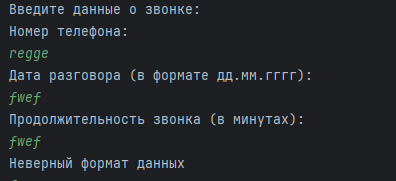 Введите данные о звонке:
Номер телефона:
regge
Дата разговора (в формате дд.мм.гггг):
fwef
Продолжительность звонка (в минутах):
fwef
Неверный формат данных